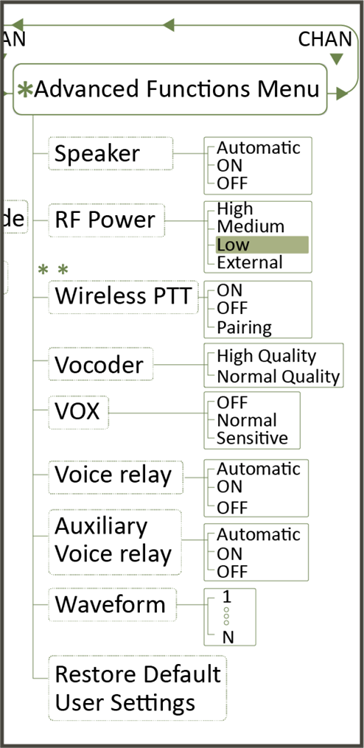 AN
CHAN
*Advanced Functions Menu
Speaker
Automatic
ON
OFF
de
RF Power
High
Medium
Low
External
* *
Wireless PTT
ON
OFF
Pairing
Vocoder
High Quality
Normal Quality
VOX
OFF
Normal
Sensitive
Voice relay
Automatic
ON
OFF
Auxiliary
Voice relay
Automatic
ON
OFF
Waveform
1
N
Restore Default
User Settings